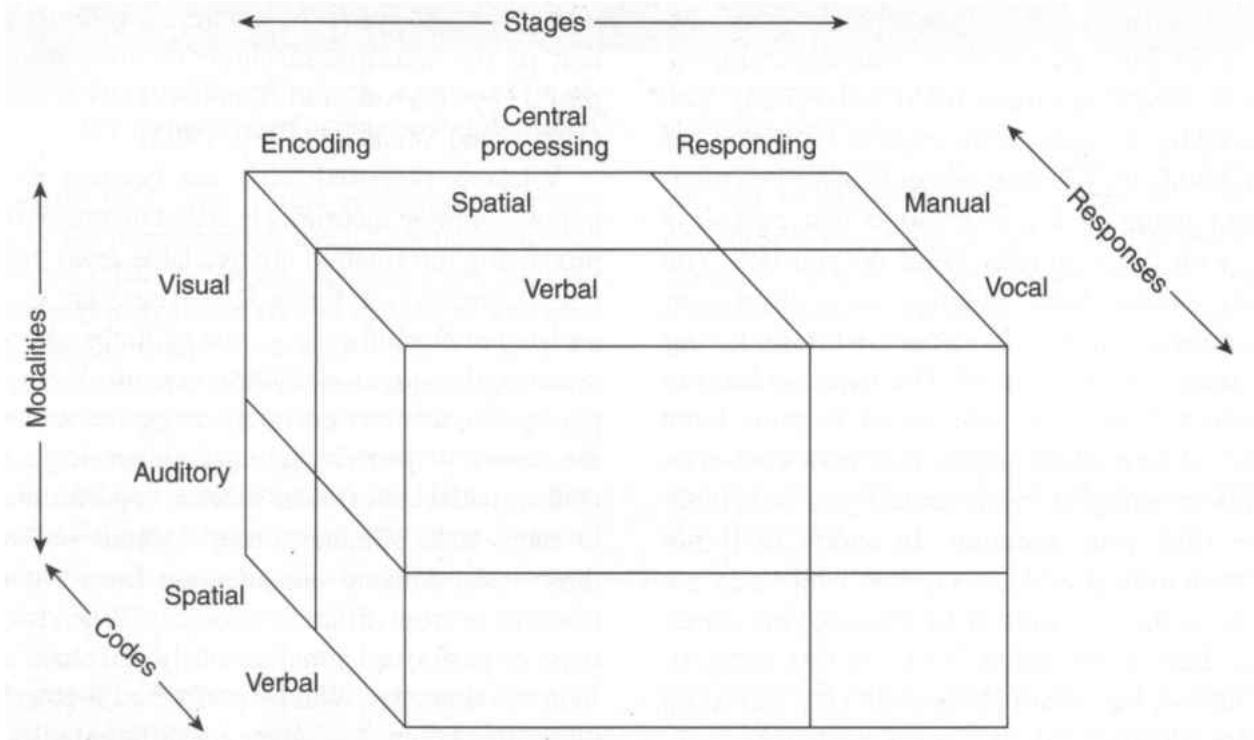 Stages
Central
Encoding processing Responding
Spatial Manual
Visual Verbal Vocal
Responses
Modalities
Auditory
Spatial
Codes
Verbal